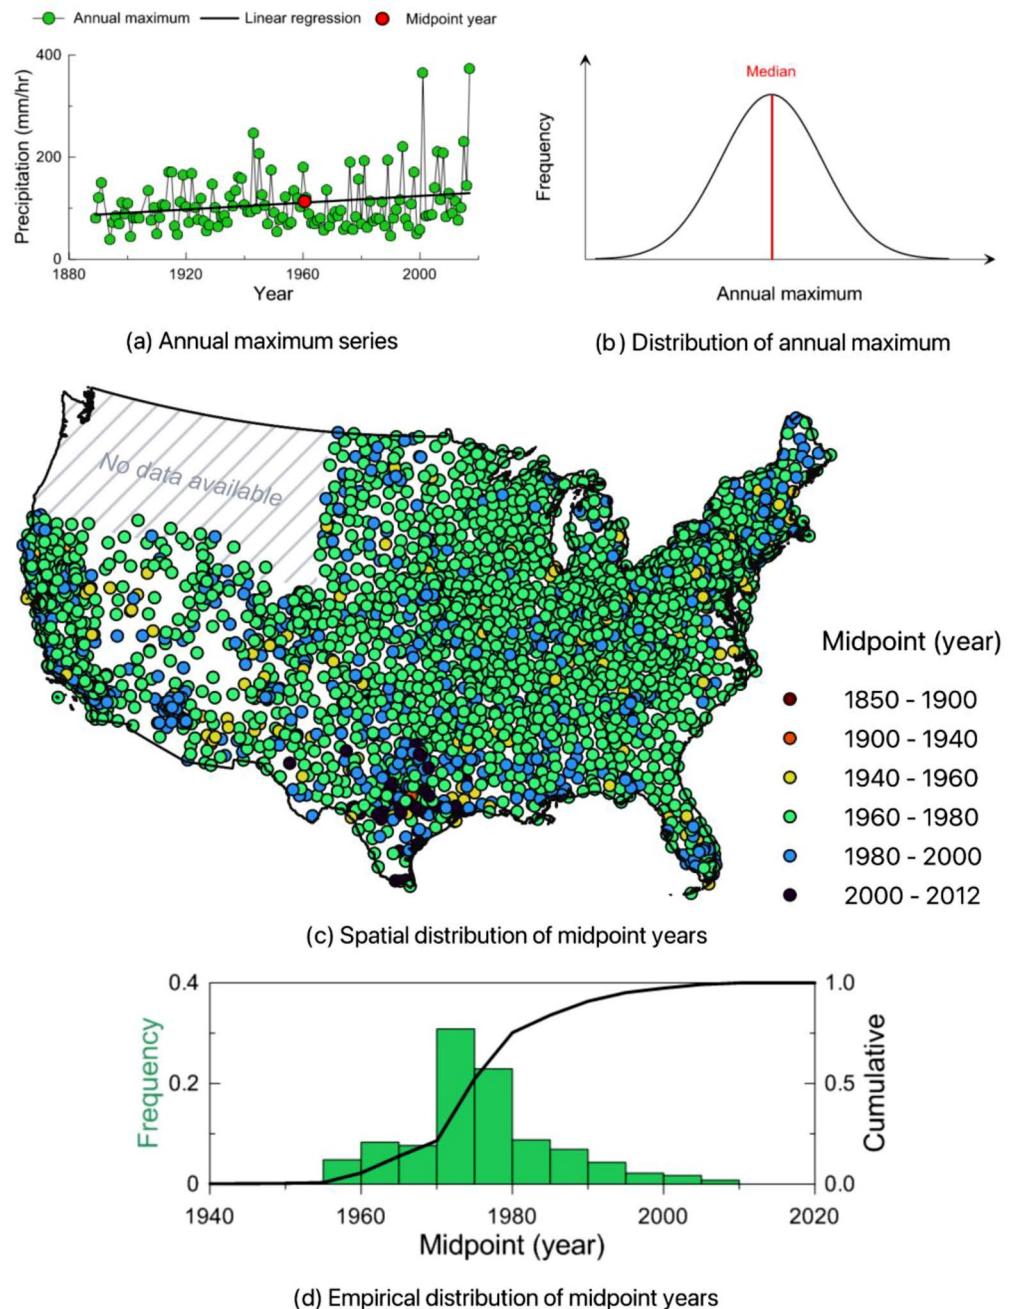 Annual maximum Linear regression Midpoint year
400
200
0
Precipitation (mm/hr)
1880 1920 1960 2000
Year
(a) Annual maximum series
Median
Frequency
Annual maximum
(b) Distribution of annual maximum
No data available
Midpoint (year)
1850 - 1900
1900 - 1940
1940 - 1960
1960 - 1980
1980 - 2000
2000 - 2012
(c) Spatial distribution of midpoint years
0.4
0.2
0
Frequency
1.0
0.5
0.0
Cumulative
1940 1960 1980 2000 2020
Midpoint (year)
(d) Empirical distribution of midpoint years